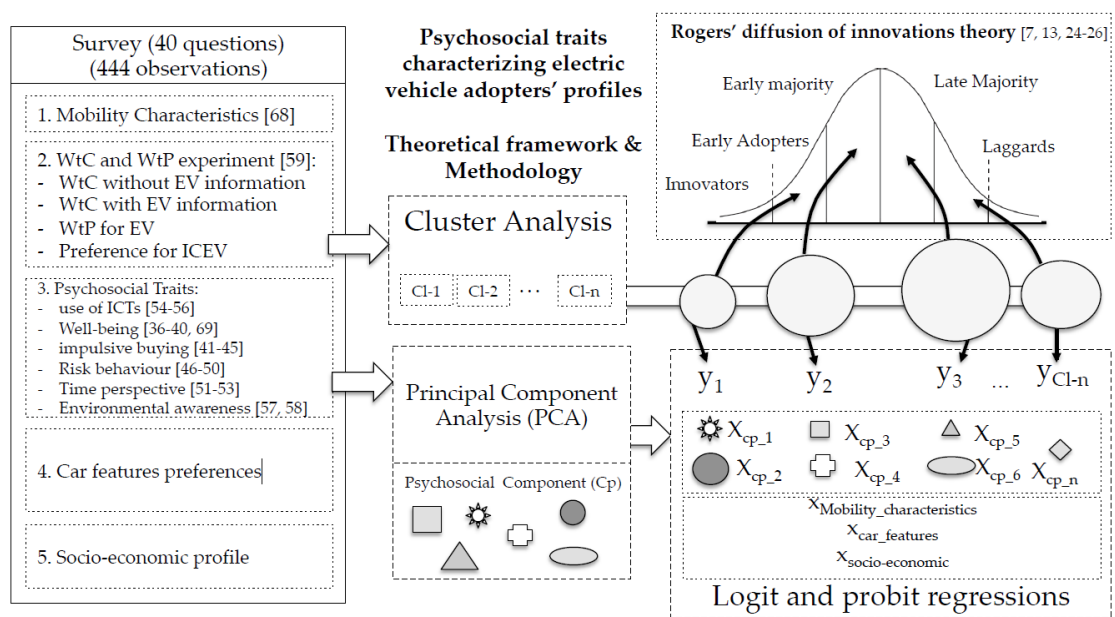 Survey (40 questions)
(444 observations)
1. Mobility Characteristics [68]
2. WtC and WtP experiment [59]:
- WtC without EV information
- WtC with EV information
- WtP for EV
- Preference for ICEV
3. Psychosocial Traits:
- use of ICTs [54-56]
- Well-being [36-40, 69]
- impulsive buying [41-45]
- Risk behaviour [46-50]
- Time perspective [51-53]
- Environmental awareness [57, 58]
4. Car features preferences
5. Socio-economic profile
Psychosocial traits
characterizing electric
vehicle adopters' profiles
Theoretical framework &
Methodology
Cluster Analysis
Cl-1 Cl-2 ... Cl-n
Principal Component
Analysis (PCA)
Psychosocial Component (Cp)
Rogers' diffusion of innovations theory [7, 13, 24-26]
Early majority
Late Majority
Early Adopters
Laggards
Innovators
y1 y2 y3 ... yCl-n
Xcp_1 Xcp_3 Xcp_5
Xcp_2 Xcp_4 Xcp_6 Xcp_n
xMobility_characteristics
xcar_features
xsocio-economic
Logit and probit regressions